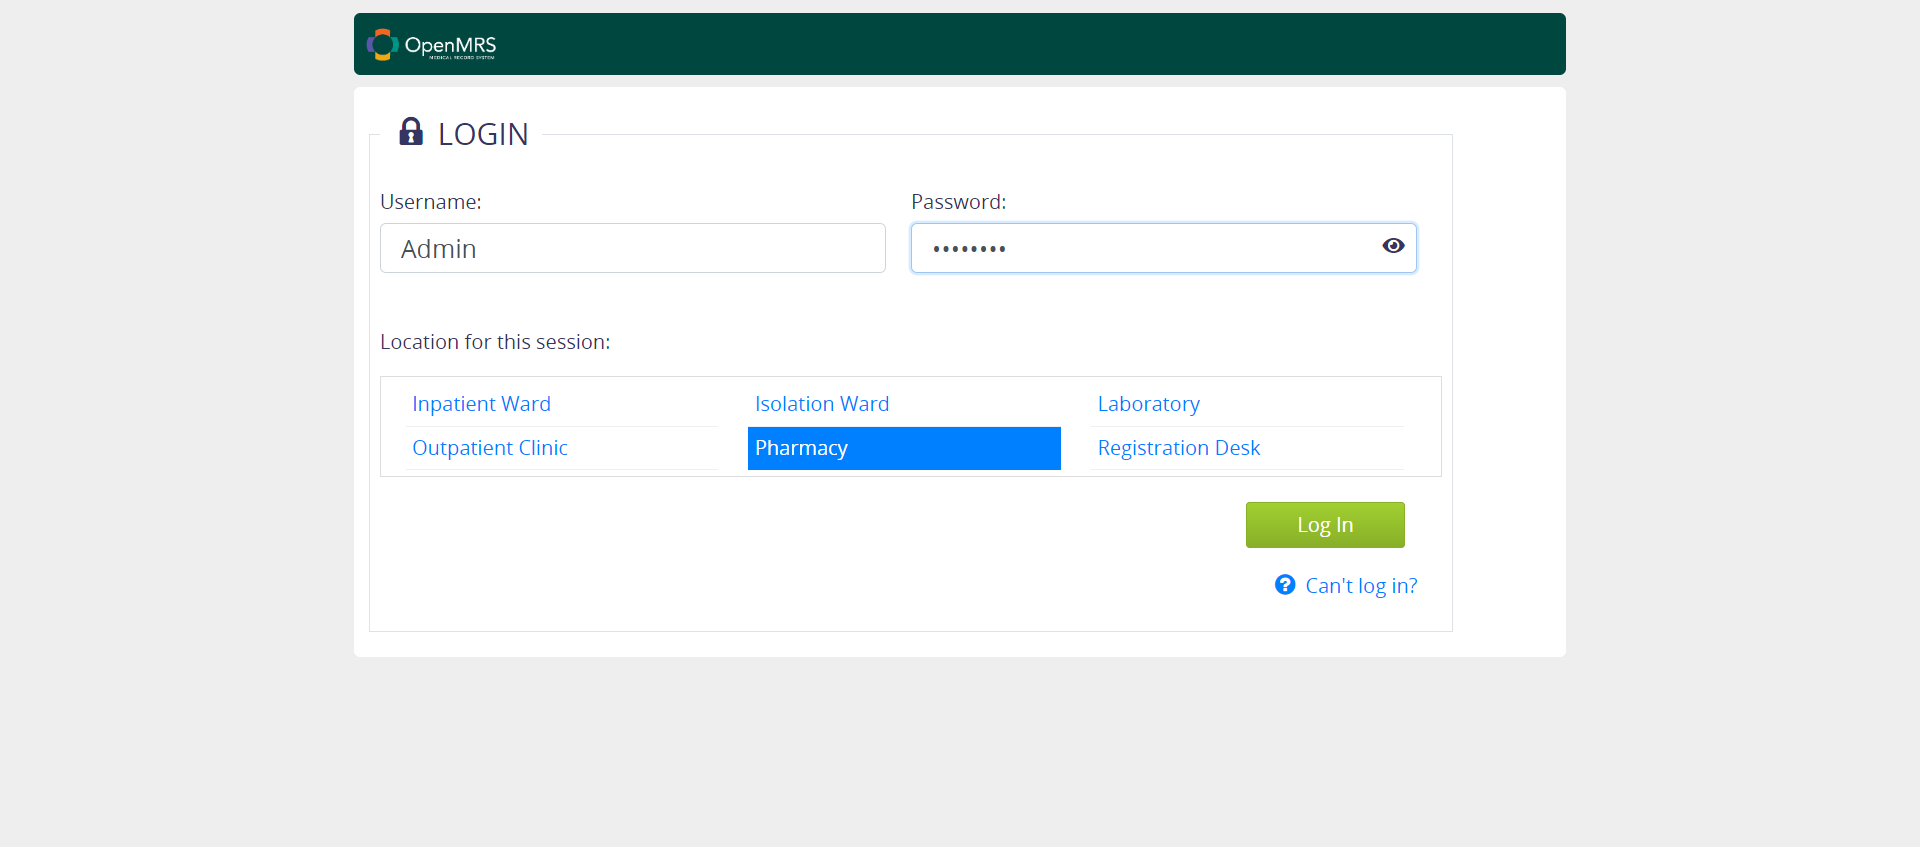 OpenMRS
MEDICAL RECORD SYSTEM
LOGIN
Username:
Password:
Admin
••••••••
Location for this session:
Inpatient Ward
Isolation Ward
Laboratory
Outpatient Clinic
Pharmacy
Registration Desk
Log In
Can't log in?